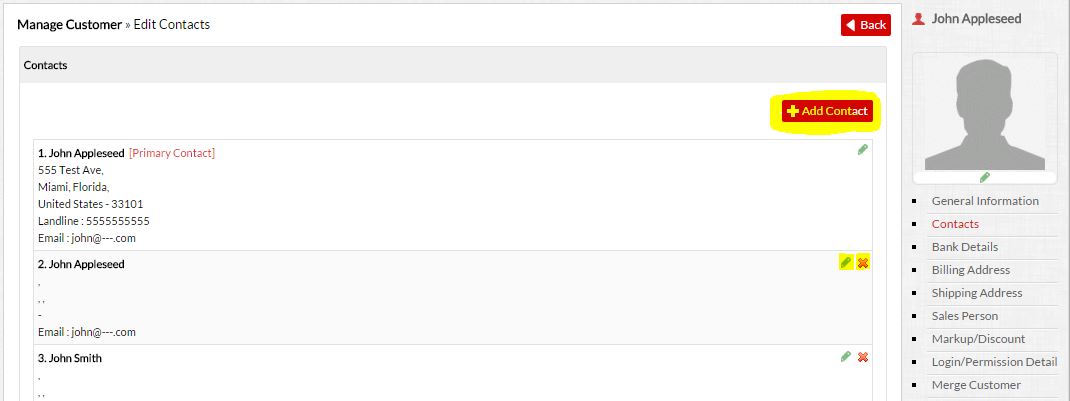 Manage Customer » Edit Contacts
Back
Contacts
Add Contact
1. John Appleseed [Primary Contact]
555 Test Ave,
Miami, Florida,
United States - 33101
Landline : 5555555555
Email : john@---.com
2. John Appleseed
,
, ,
-
Email : john@---.com
3. John Smith
,
, ,
John Appleseed
General Information
Contacts
Bank Details
Billing Address
Shipping Address
Sales Person
Markup/Discount
Login/Permission Detail
Merge Customer